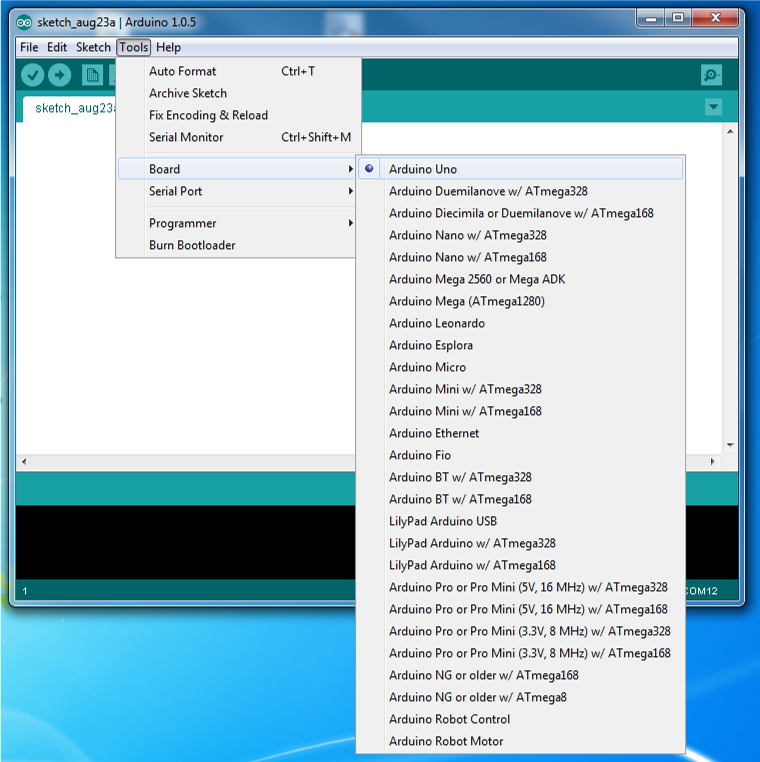 sketch_aug23a | Arduino 1.0.5
File Edit Sketch Tools Help
Auto Format Ctrl+T
Archive Sketch
Fix Encoding & Reload
Serial Monitor Ctrl+Shift+M
Board
Serial Port
Programmer
Burn Bootloader
sketch_aug23a
Arduino Uno
Arduino Duemilanove w/ ATmega328
Arduino Diecimila or Duemilanove w/ ATmega168
Arduino Nano w/ ATmega328
Arduino Nano w/ ATmega168
Arduino Mega 2560 or Mega ADK
Arduino Mega (ATmega1280)
Arduino Leonardo
Arduino Esplora
Arduino Micro
Arduino Mini w/ ATmega328
Arduino Mini w/ ATmega168
Arduino Ethernet
Arduino Fio
Arduino BT w/ ATmega328
Arduino BT w/ ATmega168
LilyPad Arduino USB
LilyPad Arduino w/ ATmega328
LilyPad Arduino w/ ATmega168
Arduino Pro or Pro Mini (5V, 16 MHz) w/ ATmega328
Arduino Pro or Pro Mini (5V, 16 MHz) w/ ATmega168
Arduino Pro or Pro Mini (3.3V, 8 MHz) w/ ATmega328
Arduino Pro or Pro Mini (3.3V, 8 MHz) w/ ATmega168
Arduino NG or older w/ ATmega168
Arduino NG or older w/ ATmega8
Arduino Robot Control
Arduino Robot Motor
1
COM12